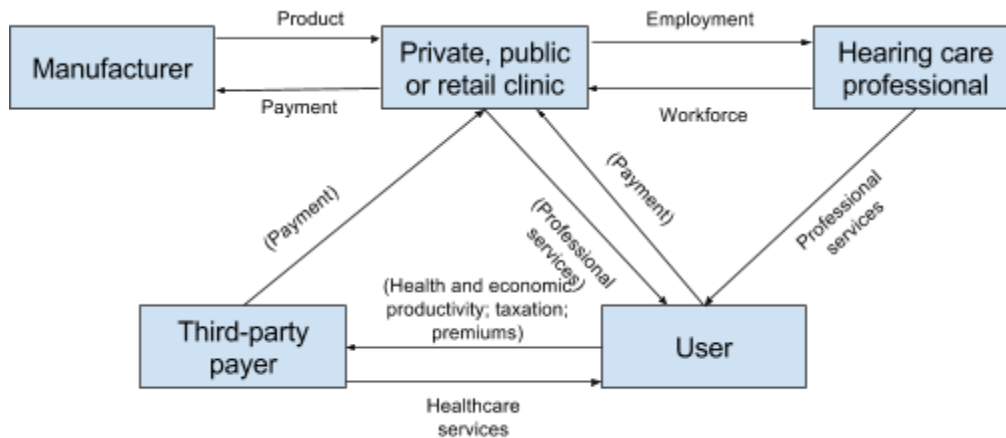 Product
Employment
Manufacturer
Private, public
or retail clinic
Hearing care
professional
Payment
Workforce
(Payment)
(Professional
services)
(Payment)
Professional
services
(Health and economic
productivity; taxation;
premiums)
Third-party
payer
User
Healthcare
services